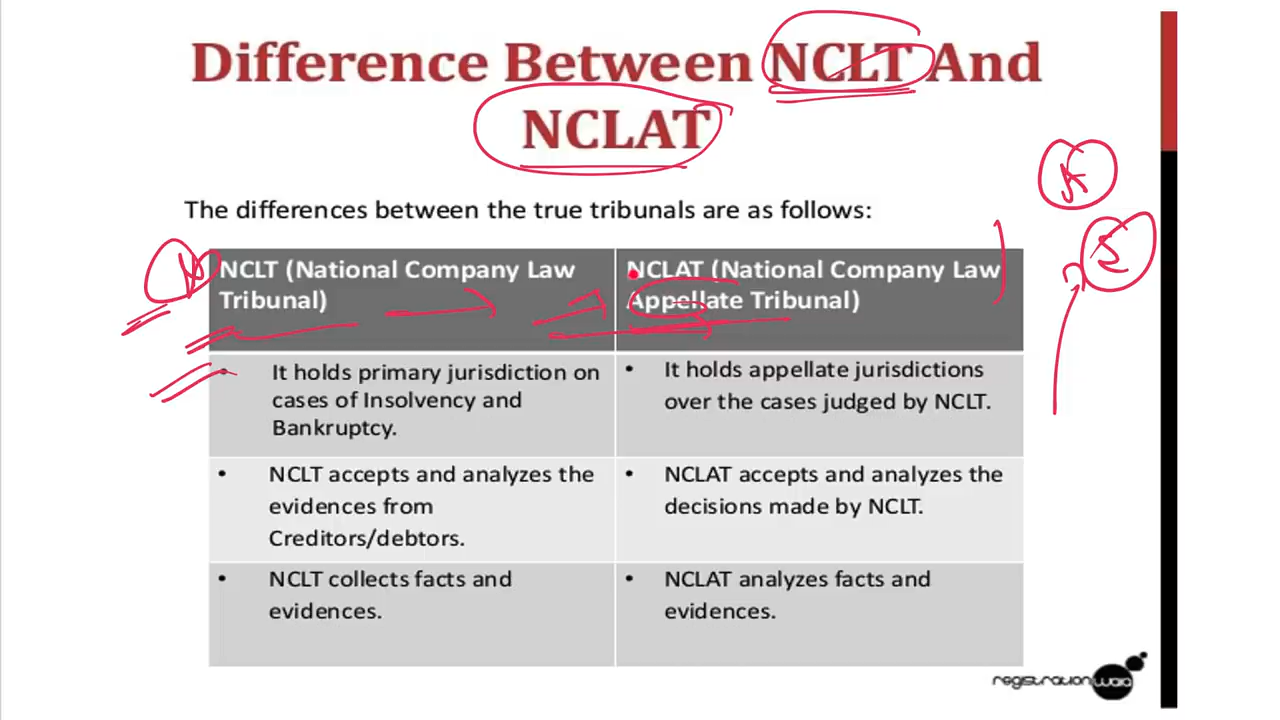 Difference Between NCLT And
NCLAT
The differences between the true tribunals are as follows:
NCLT (National Company Law
Tribunal)
NCLAT (National Company Law
Appellate Tribunal)
• It holds primary jurisdiction on
cases of Insolvency and
Bankruptcy.
• It holds appellate jurisdictions
over the cases judged by NCLT.
• NCLT accepts and analyzes the
evidences from
Creditors/debtors.
• NCLAT accepts and analyzes the
decisions made by NCLT.
• NCLT collects facts and
evidences.
• NCLAT analyzes facts and
evidences.
registrationwala